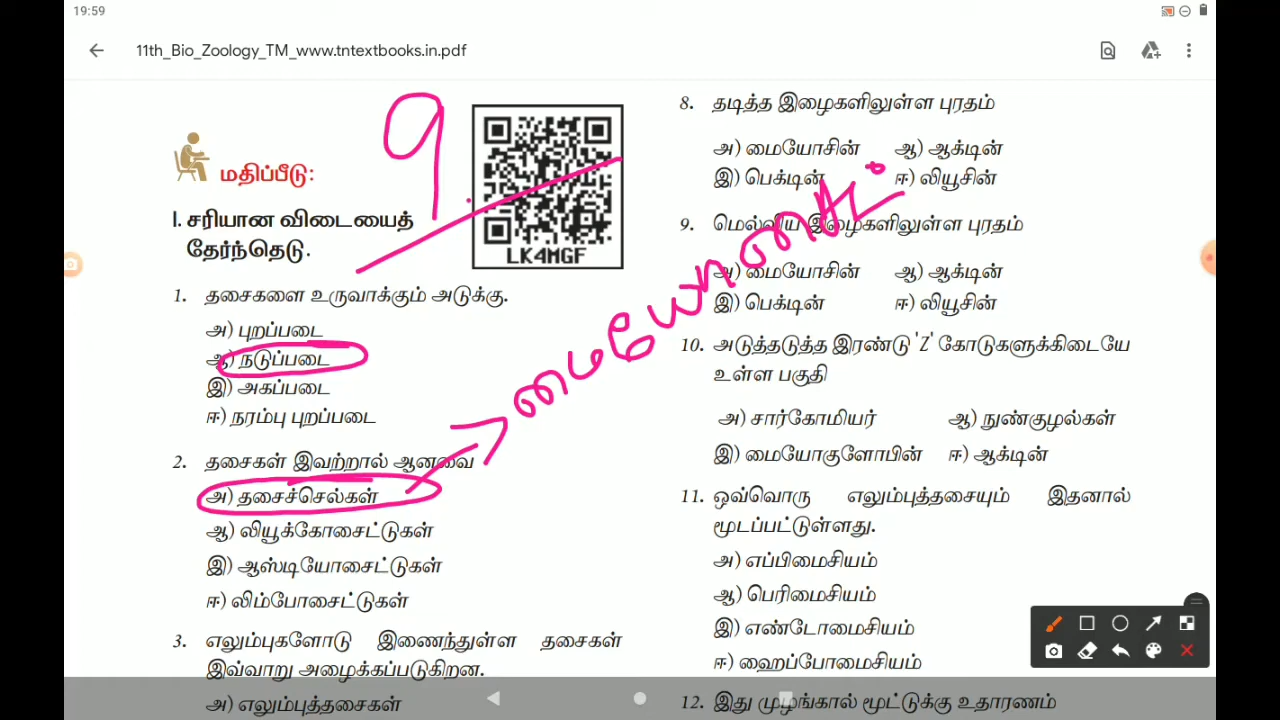 19:59
11th_Bio_Zoology_TM_www.tntextbooks.in.pdf
9
LK4MGF
மதிப்பீடு:
I. சரியான விடையைத்
தேர்ந்தெடு.
1. தசைகளை உருவாக்கும் அடுக்கு.
அ) புறப்படை
ஆ) நடுப்படை
இ) அகப்படை
ஈ) நரம்பு புறப்படை
2. தசைகள் இவற்றால் ஆனவை
அ) தசைச்செல்கள்
ஆ) லியூக்கோசைட்டுகள்
இ) ஆஸ்டியோசைட்டுகள்
ஈ) லிம்போசைட்டுகள்
3. எலும்புகளோடு இணைந்துள்ள தசைகள்
இவ்வாறு அழைக்கப்படுகிறன.
அ) எலும்புத்தசைகள்
8. தடித்த இழைகளிலுள்ள புரதம்
அ) மையோசின் ஆ) ஆக்டின்
இ) பெக்டின் ஈ) லியூசின்
9. மெல்லிய இழைகளிலுள்ள புரதம்
அ) மையோசின் ஆ) ஆக்டின்
இ) பெக்டின் ஈ) லியூசின்
10. அடுத்தடுத்த இரண்டு 'Z' கோடுகளுக்கிடையே
உள்ள பகுதி
அ) சார்கோமியர் ஆ) நுண்குழல்கள்
இ) மையோகுளோபின் ஈ) ஆக்டின்
11. ஒவ்வொரு எலும்புத்தசையும் இதனால்
மூடப்பட்டுள்ளது.
அ) எப்பிமைசியம்
ஆ) பெரிமைசியம்
இ) எண்டோமைசியம்
ஈ) ஹைப்போமைசியம்
12. இது முழங்கால் மூட்டுக்கு உதாரணம்